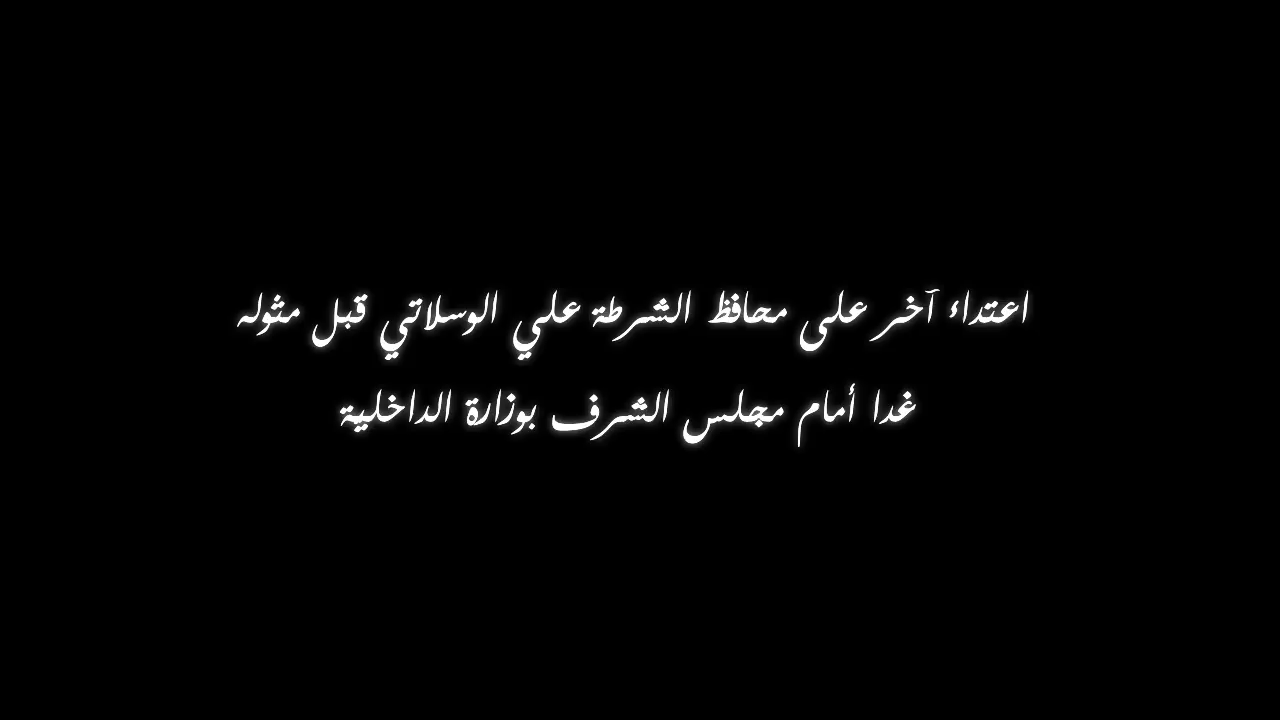 اعتداء آخر على محافظ الشرطة علي الوسلاتي قبل مثوله
غدا أمام مجلس الشرف بوزارة الداخلية